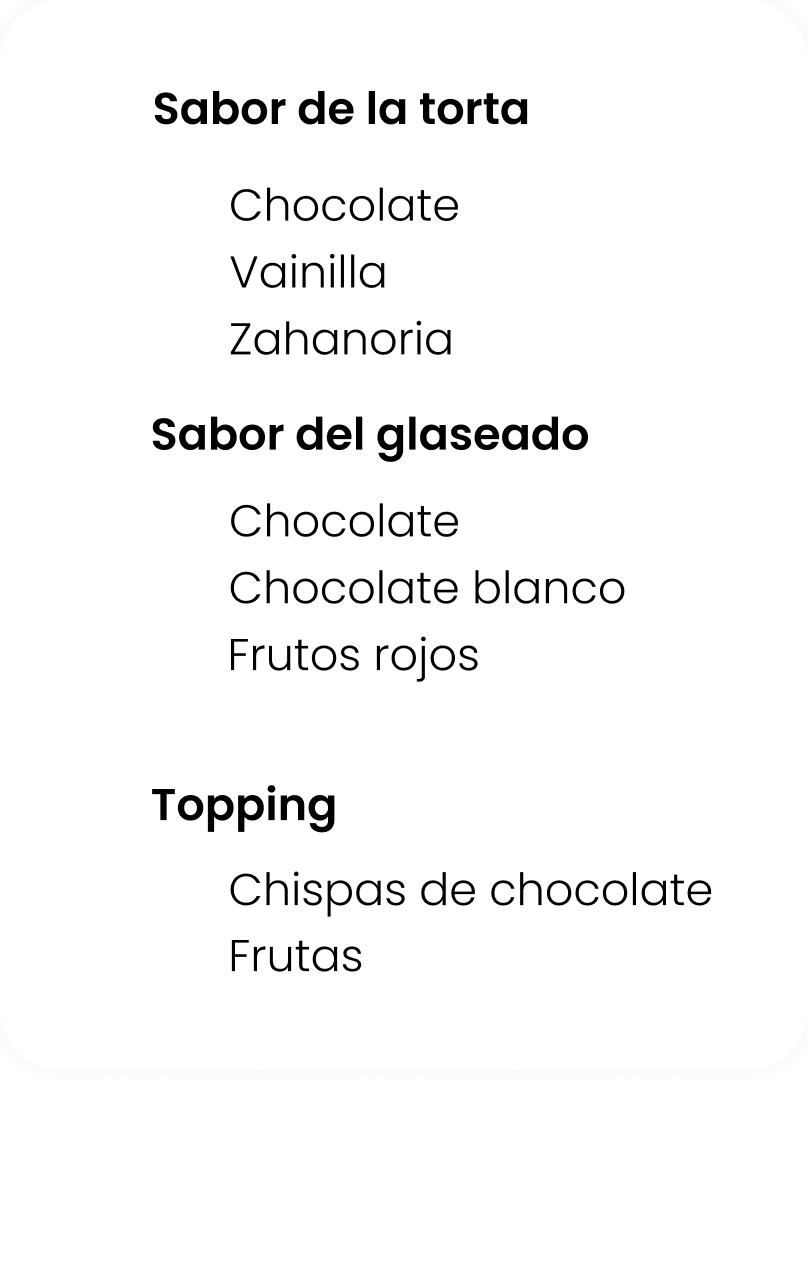 Sabor de la torta
Chocolate
Vainilla
Zahanoria
Sabor del glaseado
Chocolate
Chocolate blanco
Frutos rojos
Topping
Chispas de chocolate
Frutas